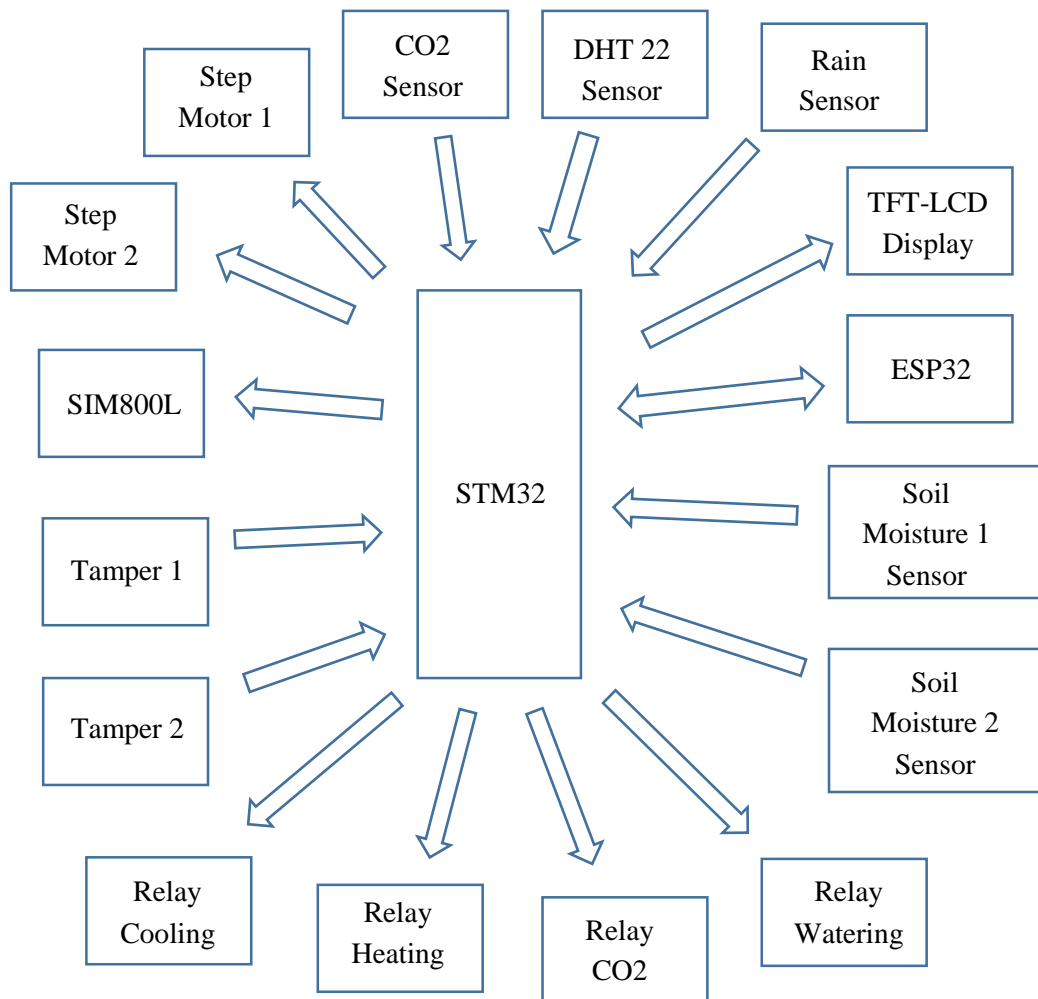 CO2
Sensor
DHT 22
Sensor
Rain
Sensor
Step
Motor 1
Step
Motor 2
TFT-LCD
Display
SIM800L
ESP32
STM32
Soil
Moisture 1
Sensor
Tamper 1
Tamper 2
Soil
Moisture 2
Sensor
Relay
Cooling
Relay
Heating
Relay
CO2
Relay
Watering